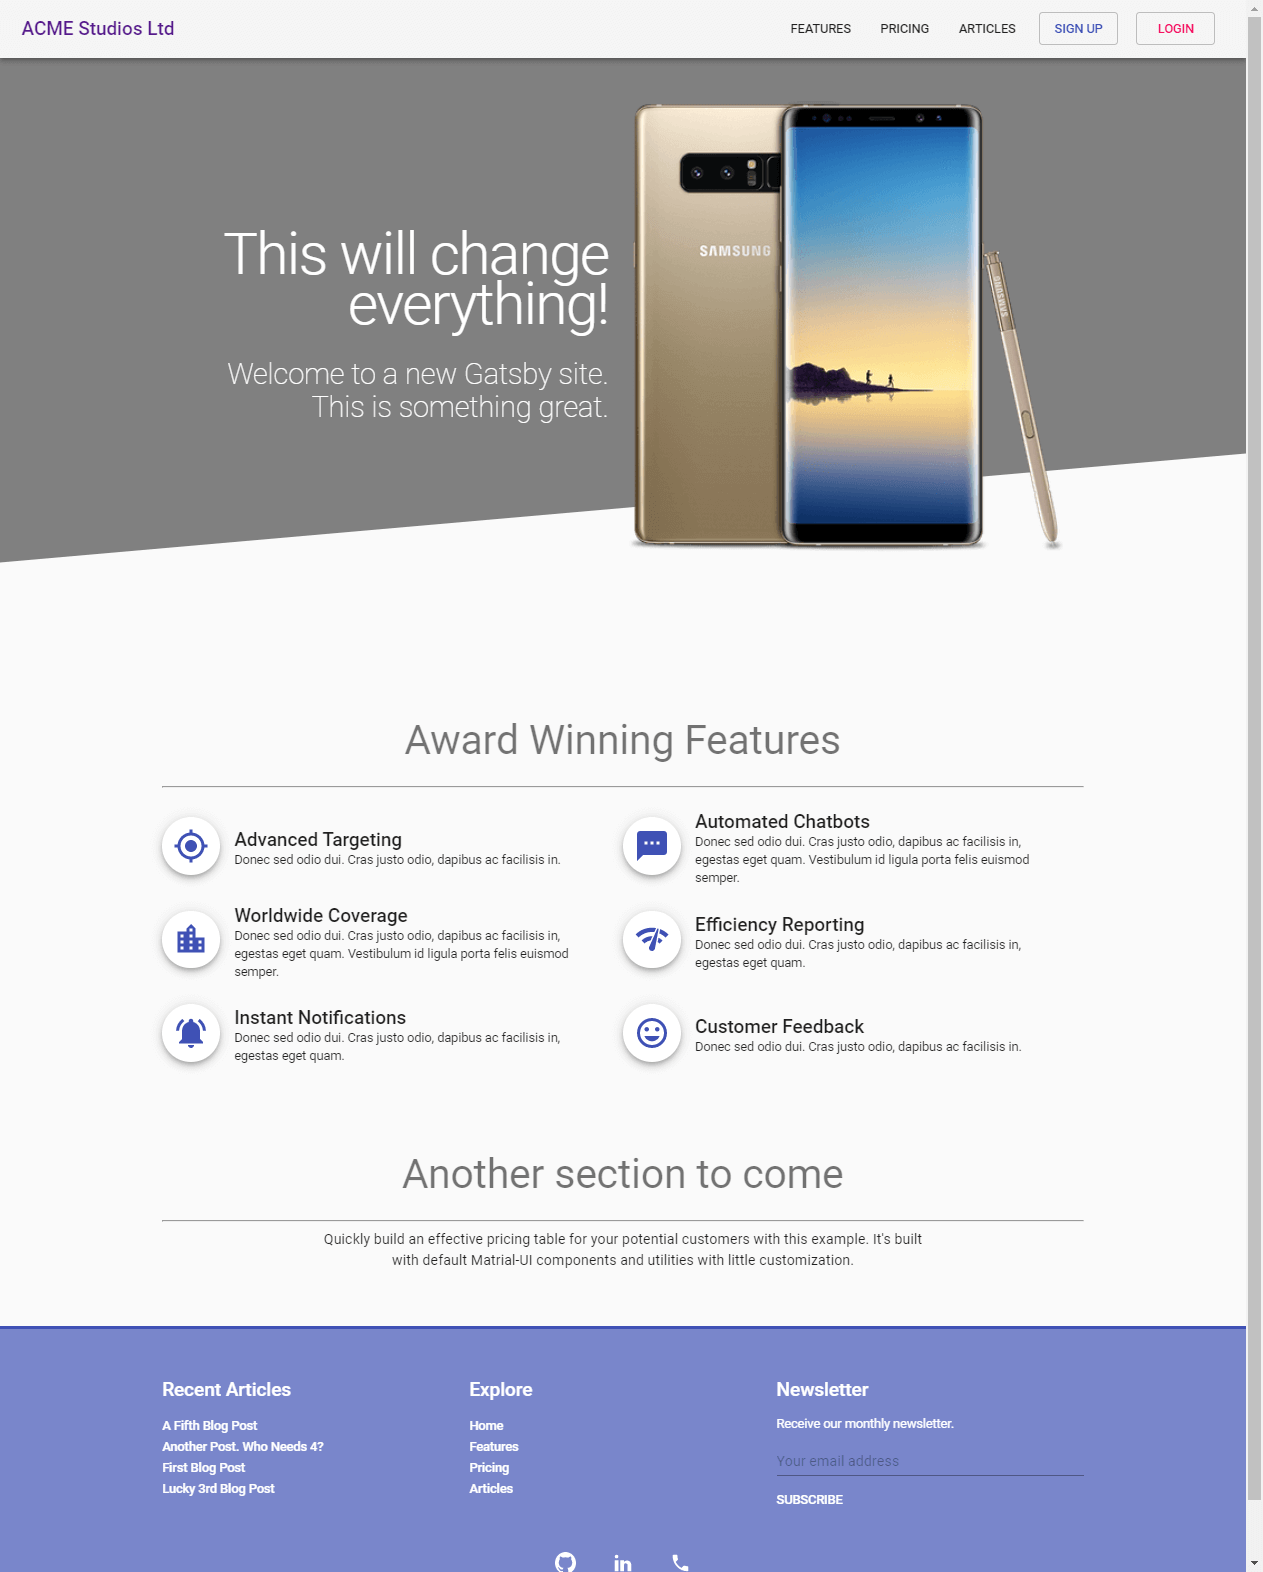 ACME Studios Ltd
FEATURES PRICING ARTICLES SIGN UP LOGIN
This will change
everything!
Welcome to a new Gatsby site.
This is something great.
SAMSUNG
SAMSUNG
Award Winning Features
Advanced Targeting
Donec sed odio dui. Cras justo odio, dapibus ac facilisis in.
Automated Chatbots
Donec sed odio dui. Cras justo odio, dapibus ac facilisis in,
egestas eget quam. Vestibulum id ligula porta felis euismod
semper.
Worldwide Coverage
Donec sed odio dui. Cras justo odio, dapibus ac facilisis in,
egestas eget quam. Vestibulum id ligula porta felis euismod
semper.
Efficiency Reporting
Donec sed odio dui. Cras justo odio, dapibus ac facilisis in,
egestas eget quam.
Instant Notifications
Donec sed odio dui. Cras justo odio, dapibus ac facilisis in,
egestas eget quam.
Customer Feedback
Donec sed odio dui. Cras justo odio, dapibus ac facilisis in.
Another section to come
Quickly build an effective pricing table for your potential customers with this example. It's built
with default Matrial-UI components and utilities with little customization.
Recent Articles
A Fifth Blog Post
Another Post. Who Needs 4?
First Blog Post
Lucky 3rd Blog Post
Explore
Home
Features
Pricing
Articles
Newsletter
Receive our monthly newsletter.
Your email address
SUBSCRIBE
in